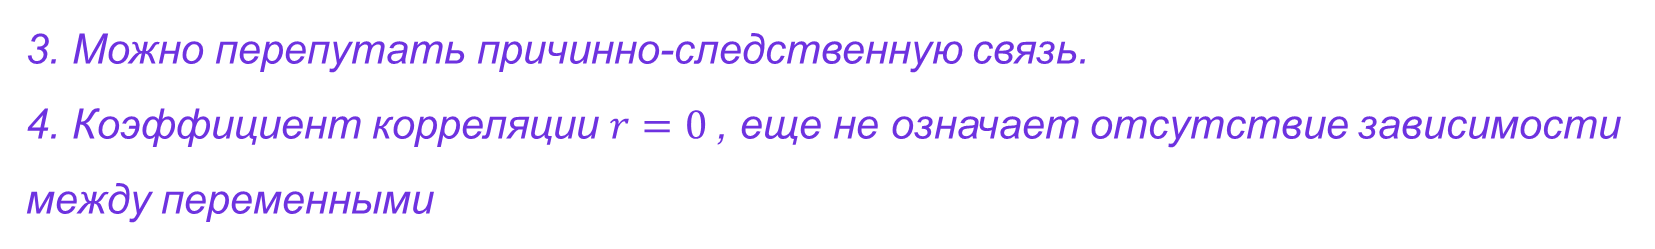 3. Можно перепутать причинно-следственную связь.
4. Коэффициент корреляции r = 0 , еще не означает отсутствие зависимости
между переменными